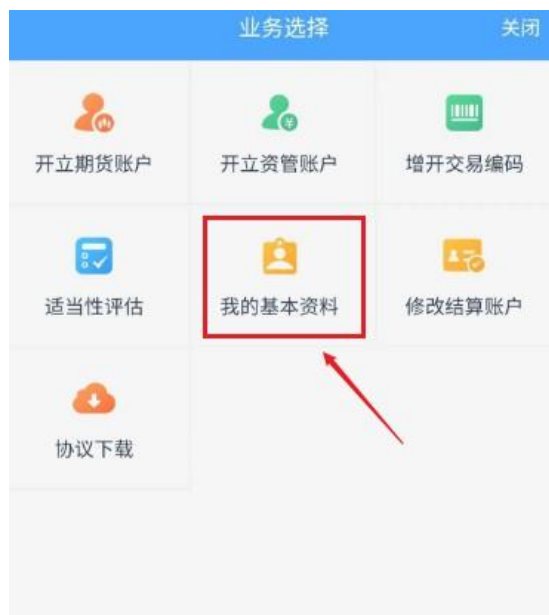 业务选择
关闭
开立期货账户
开立资管账户
增开交易编码
适当性评估
我的基本资料
修改结算账户
协议下载